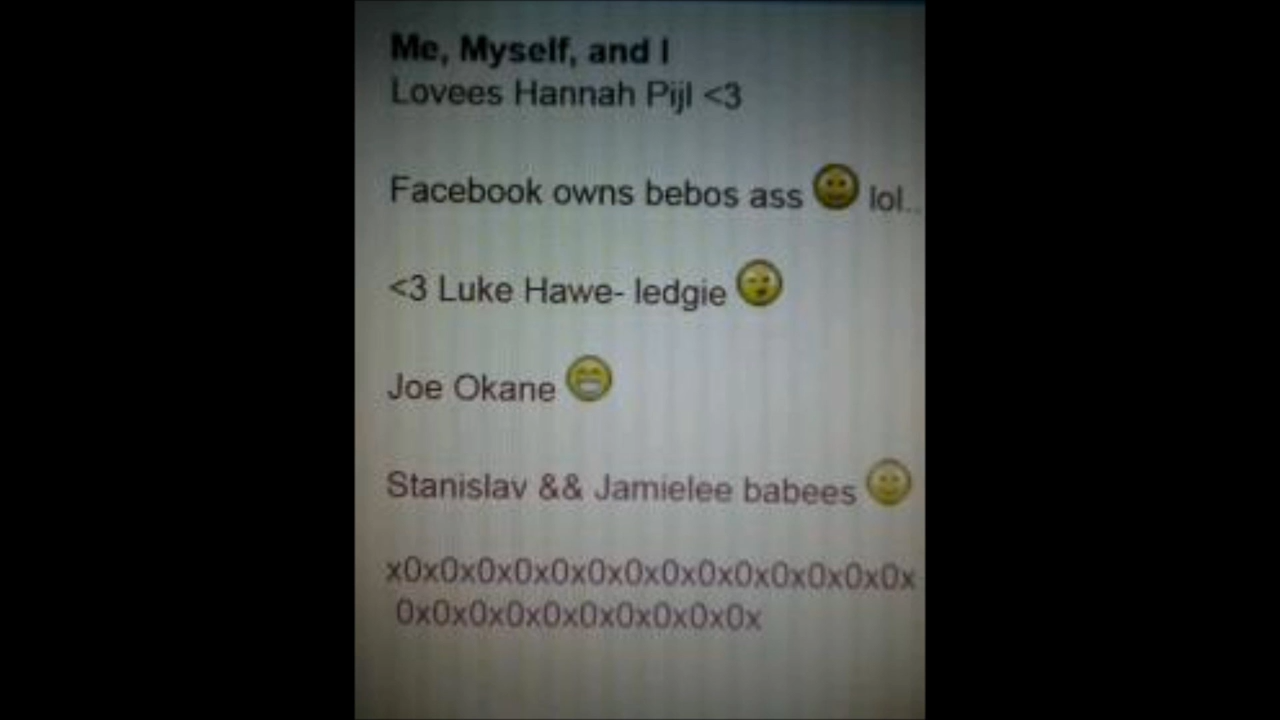 Me, Myself, and I
Lovees Hannah Pijl <3
Facebook owns bebos ass lol..
<3 Luke Hawe- ledgie
Joe Okane
Stanislav && Jamielee babees
x0x0x0x0x0x0x0x0x0x0x0x0x0x0x
0x0x0x0x0x0x0x0x0x0x